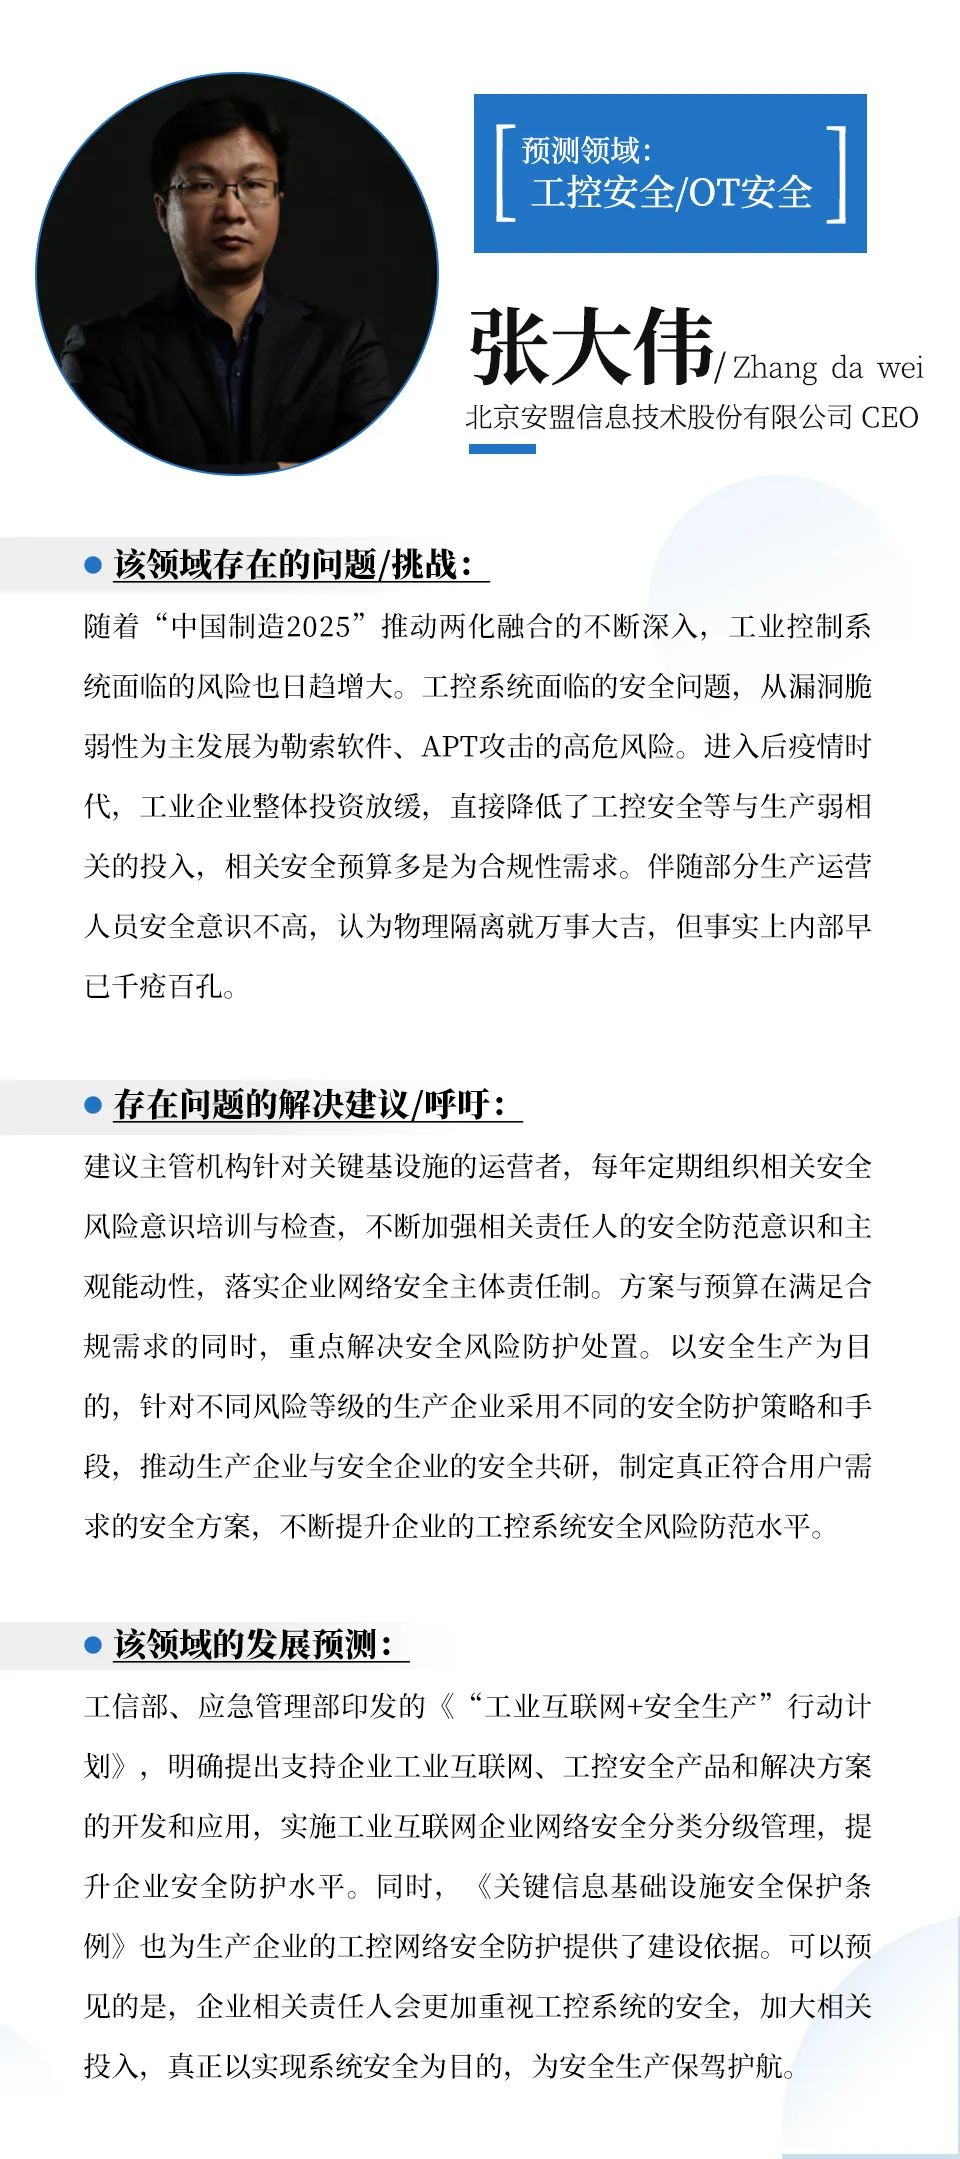 预测领域：
工控安全/OT安全
张大伟/Zhang da wei
北京安盟信息技术股份有限公司 CEO
该领域存在的问题/挑战：
随着“中国制造2025”推动两化融合的不断深入，工业控制系
统面临的风险也日趋增大。工控系统面临的安全问题，从漏洞脆
弱性为主发展为勒索软件、APT攻击的高危风险。进入后疫情时
代，工业企业整体投资放缓，直接降低了工控安全等与生产弱相
关的投入，相关安全预算多是为合规性需求。伴随部分生产运营
人员安全意识不高，认为物理隔离就万事大吉，但事实上内部早
已千疮百孔。
存在问题的解决建议/呼吁：
建议主管机构针对关键基设施的运营者，每年定期组织相关安全
风险意识培训与检查，不断加强相关责任人的安全防范意识和主
观能动性，落实企业网络安全主体责任制。方案与预算在满足合
规需求的同时，重点解决安全风险防护处置。以安全生产为目
的，针对不同风险等级的生产企业采用不同的安全防护策略和手
段，推动生产企业与安全企业的安全共研，制定真正符合用户需
求的安全方案，不断提升企业的工控系统安全风险防范水平。
该领域的发展预测：
工信部、应急管理部印发的《“工业互联网+安全生产”行动计
划》，明确提出支持企业工业互联网、工控安全产品和解决方案
的开发和应用，实施工业互联网企业网络安全分类分级管理，提
升企业安全防护水平。同时，《关键信息基础设施安全保护条
例》也为生产企业的工控网络安全防护提供了建设依据。可以预
见的是，企业相关责任人会更加重视工控系统的安全，加大相关
投入，真正以实现系统安全为目的，为安全生产保驾护航。